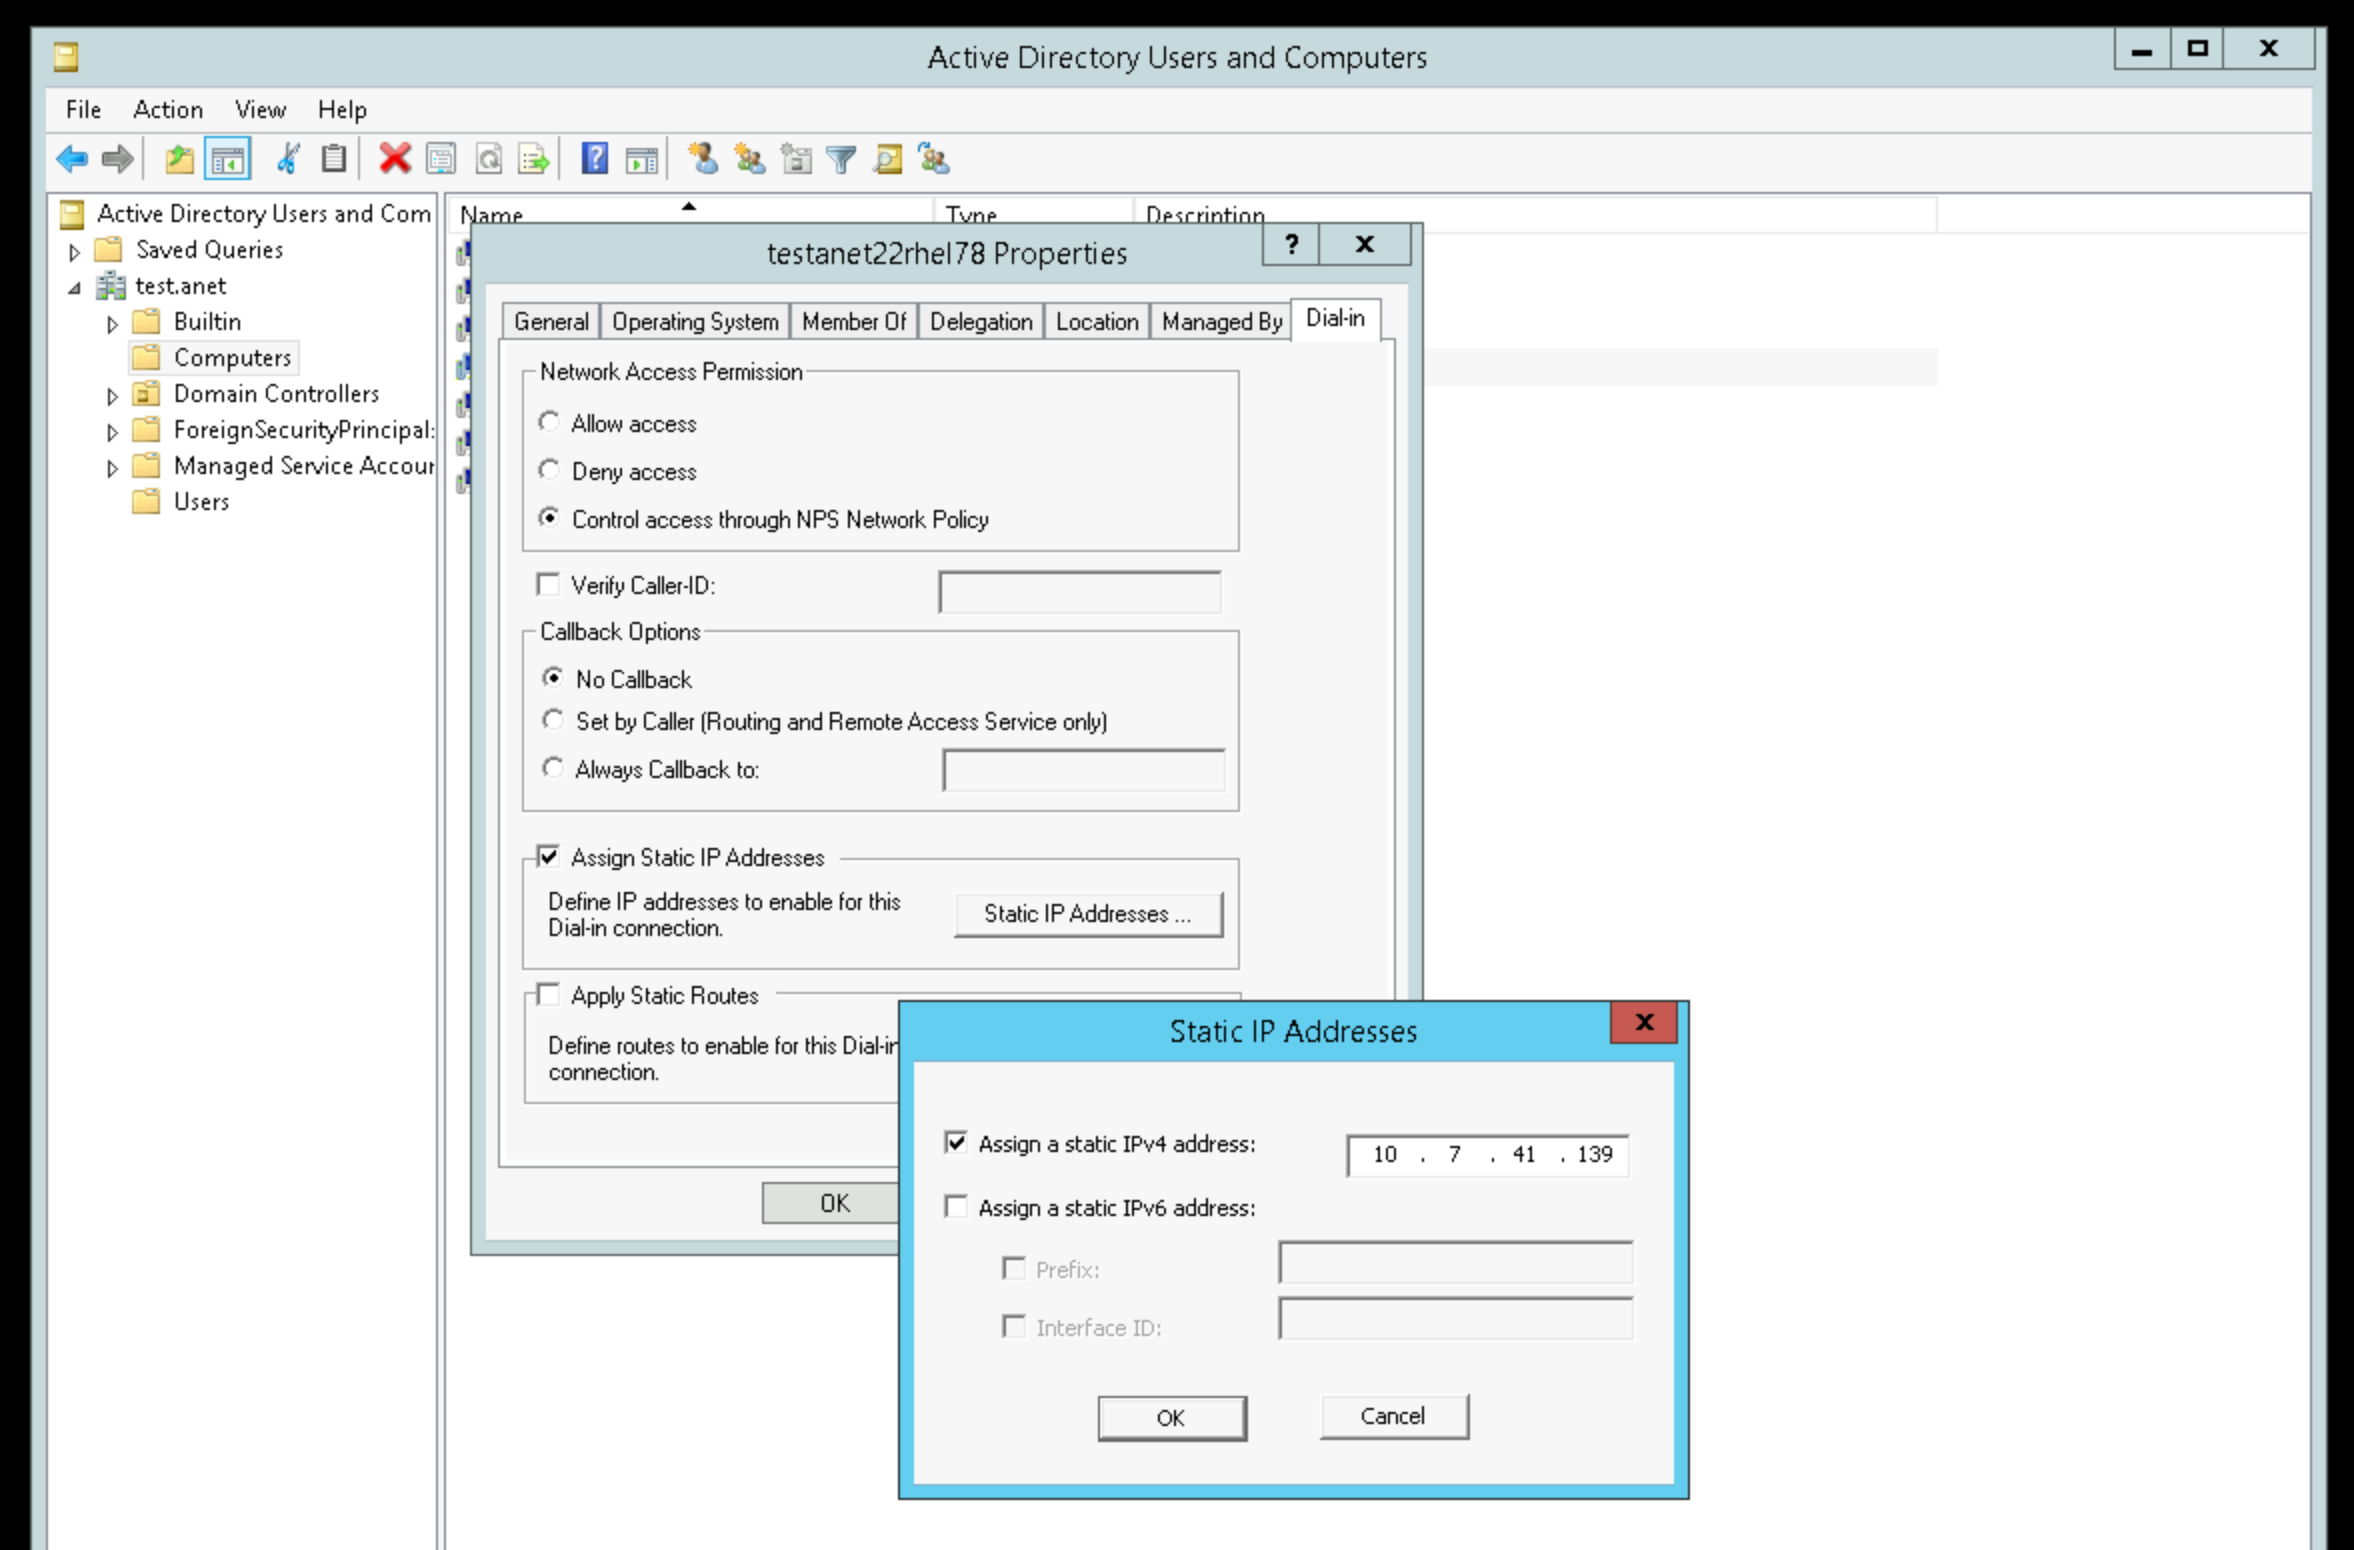 Active Directory Users and Computers
File Action View Help
Active Directory Users and Com
Saved Queries
test.anet
Builtin
Computers
Domain Controllers
ForeignSecurityPrincipal:
Managed Service Accour
Users
Name Type Description
testanet22rhel78 Properties
General Operating System Member Of Delegation Location Managed By Dial-in
Network Access Permission
Allow access
Deny access
Control access through NPS Network Policy
Verify Caller-ID:
Callback Options
No Callback
Set by Caller (Routing and Remote Access Service only)
Always Callback to:
Assign Static IP Addresses
Define IP addresses to enable for this
Dial-in connection.
Static IP Addresses ...
Apply Static Routes
Define routes to enable for this Dial-in
connection.
OK
Static IP Addresses
Assign a static IPv4 address: 10 . 7 . 41 . 139
Assign a static IPv6 address:
Prefix:
Interface ID:
OK Cancel